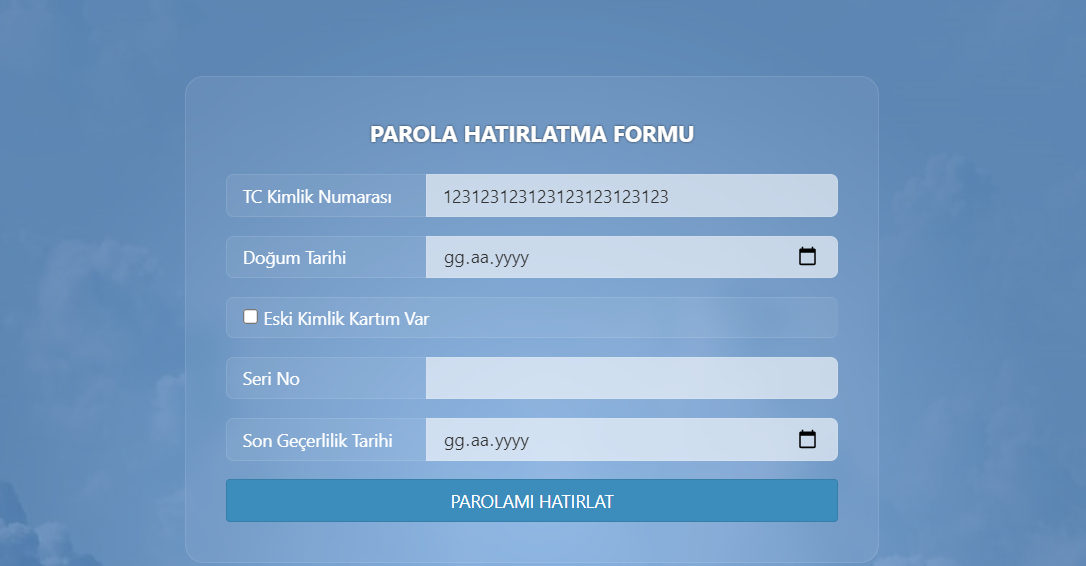 PAROLA HATIRLATMA FORMU
TC Kimlik Numarası 123123123123123123123123
Doğum Tarihi gg.aa.yyyy
Eski Kimlik Kartım Var
Seri No
Son Geçerlilik Tarihi gg.aa.yyyy
PAROLAMI HATIRLAT